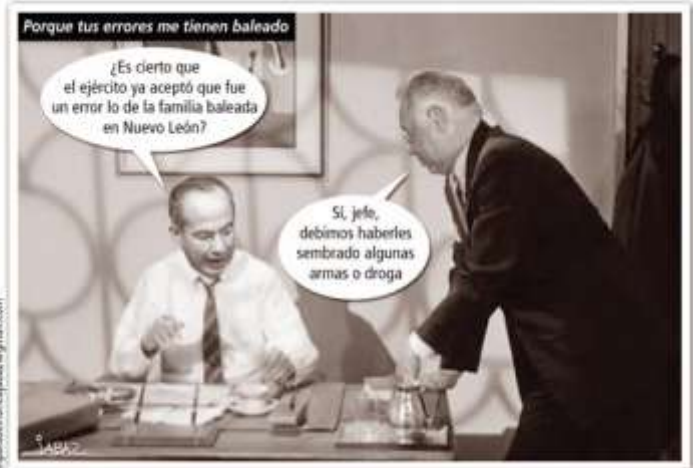 Porque tus errores me tienen baleado
¿Es cierto que
el ejército ya aceptó que fue
un error lo de la familia baleada
en Nuevo León?
Sí, jefe,
debimos haberles
sembrado algunas
armas o droga
JABAZ